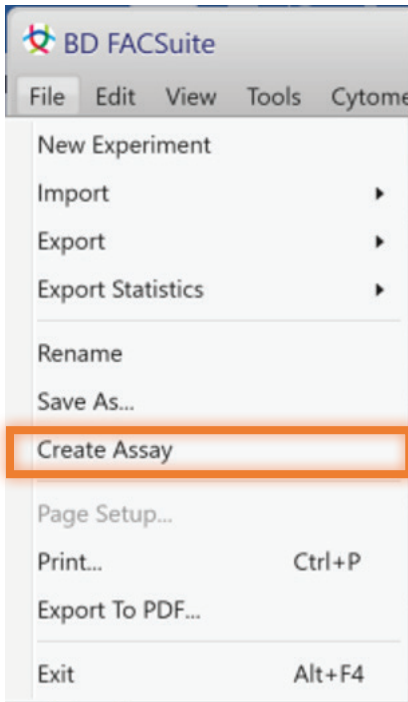 BD FACSuite
File Edit View Tools
New Experiment
Import
Export
Export Statistics
Rename
Save As...
Create Assay
Page Setup...
Print... Ctrl+P
Export To PDF...
Exit Alt+F4